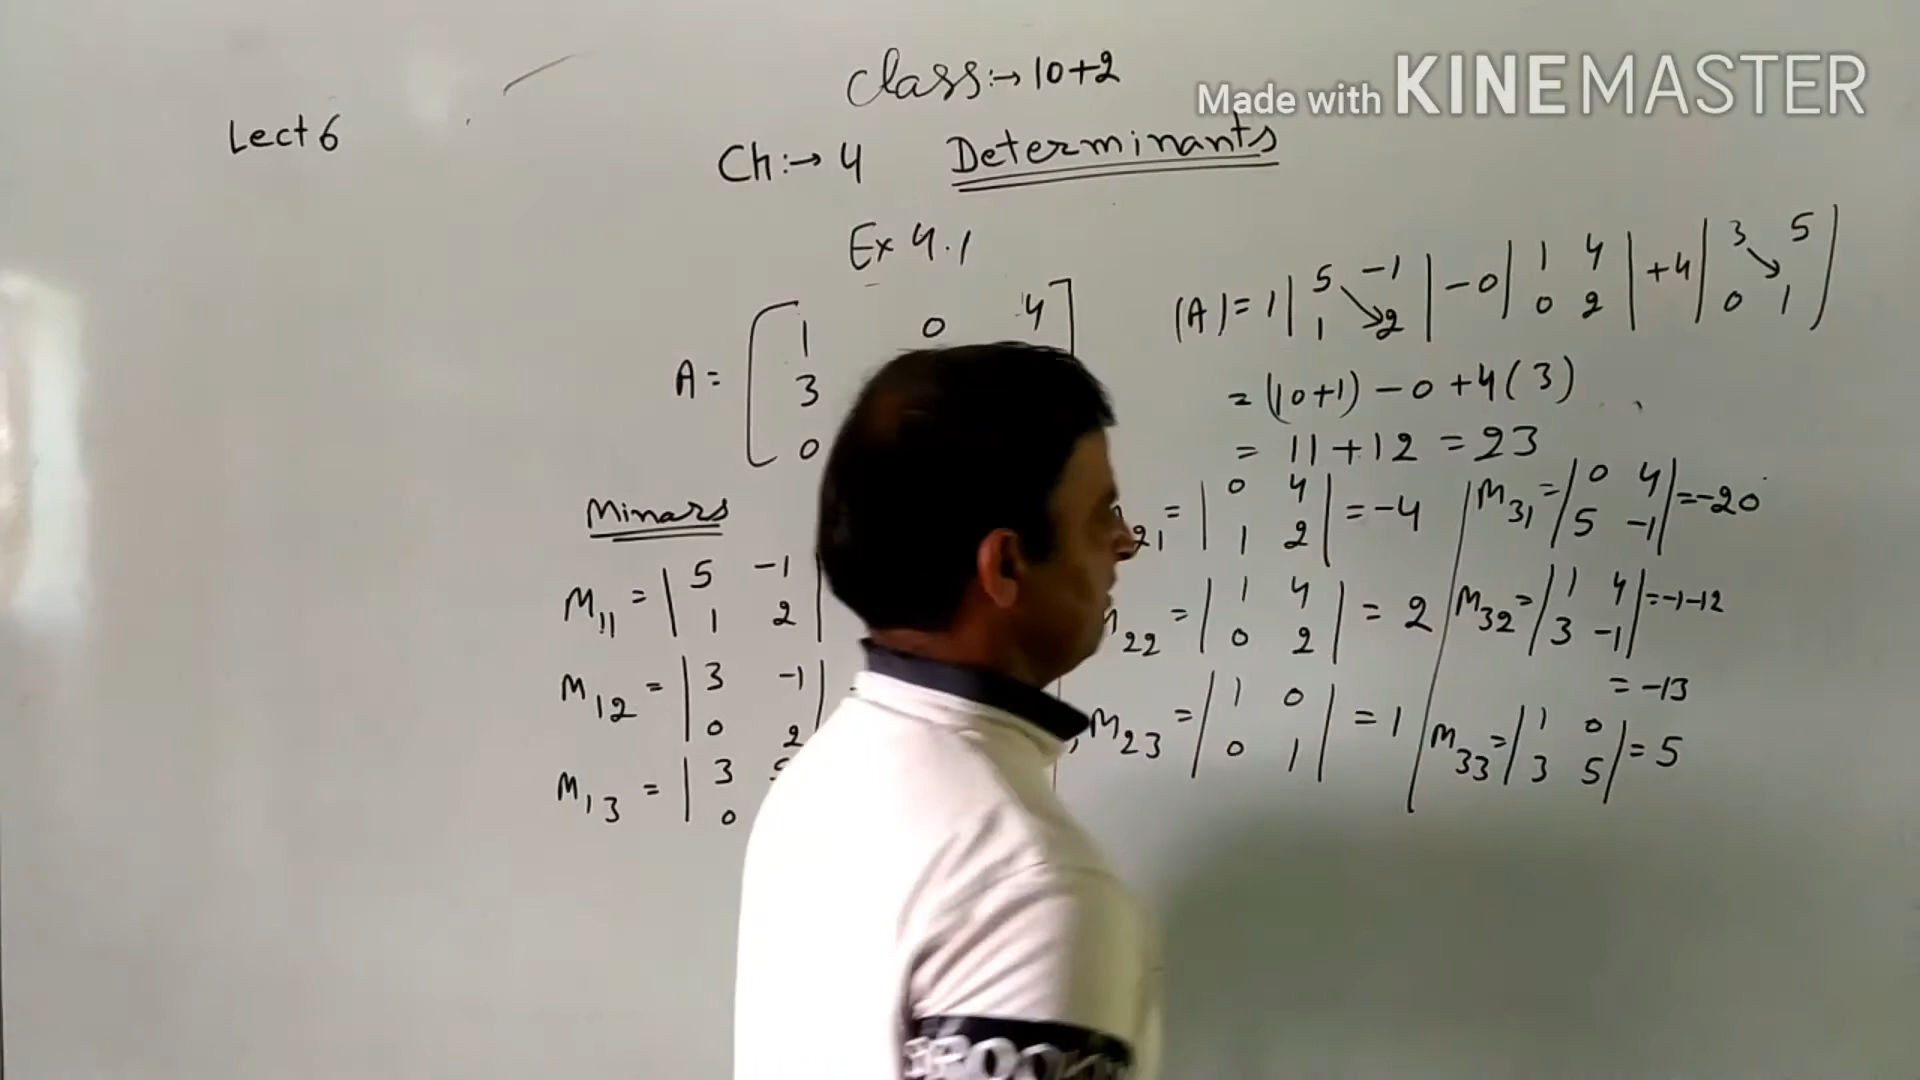 Made with KINEMASTER
Class:→ 10+2
Lect 6
Ch:→ 4 Determinants
Ex 4.1
A = [ 1 0 4
3
0
|A| = 1 | 5 -1 | -0 | 1 4 | +4 | 3 5 |
1 2 0 2 0 1
= (10+1) - 0 + 4(3)
= 11 + 12 = 23
Minars
M11 = | 5 -1 |
1 2
M12 = | 3 -1 |
0 2
M13 = | 3
0
21 = | 0 4 | = -4
1 2
22 = | 1 4 | = 2
0 2
M23 = | 1 0 | = 1
0 1
M31 = | 0 4 | = -20
5 -1
M32 = | 1 4 | = -1-12
3 -1
= -13
M33 = | 1 0 | = 5
3 5